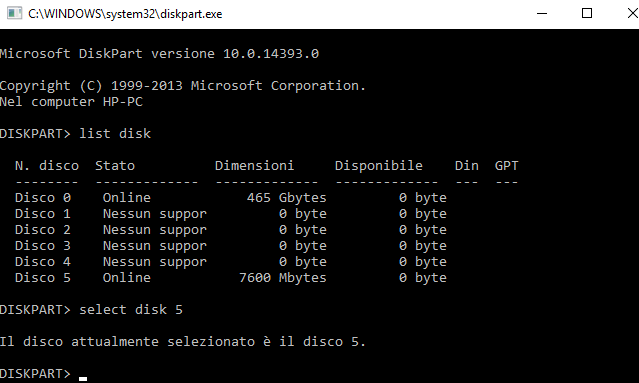 C:\WINDOWS\system32\diskpart.exe
Microsoft DiskPart versione 10.0.14393.0
Copyright (C) 1999-2013 Microsoft Corporation.
Nel computer HP-PC
DISKPART> list disk
N. disco  Stato          Dimensioni     Disponibile    Din  GPT
--------  -------------  -------------  -------------  ---  ---
Disco 0    Online            465 Gbytes         0 byte
Disco 1    Nessun suppor         0 byte         0 byte
Disco 2    Nessun suppor         0 byte         0 byte
Disco 3    Nessun suppor         0 byte         0 byte
Disco 4    Nessun suppor         0 byte         0 byte
Disco 5    Online           7600 Mbytes         0 byte
DISKPART> select disk 5
Il disco attualmente selezionato è il disco 5.
DISKPART>